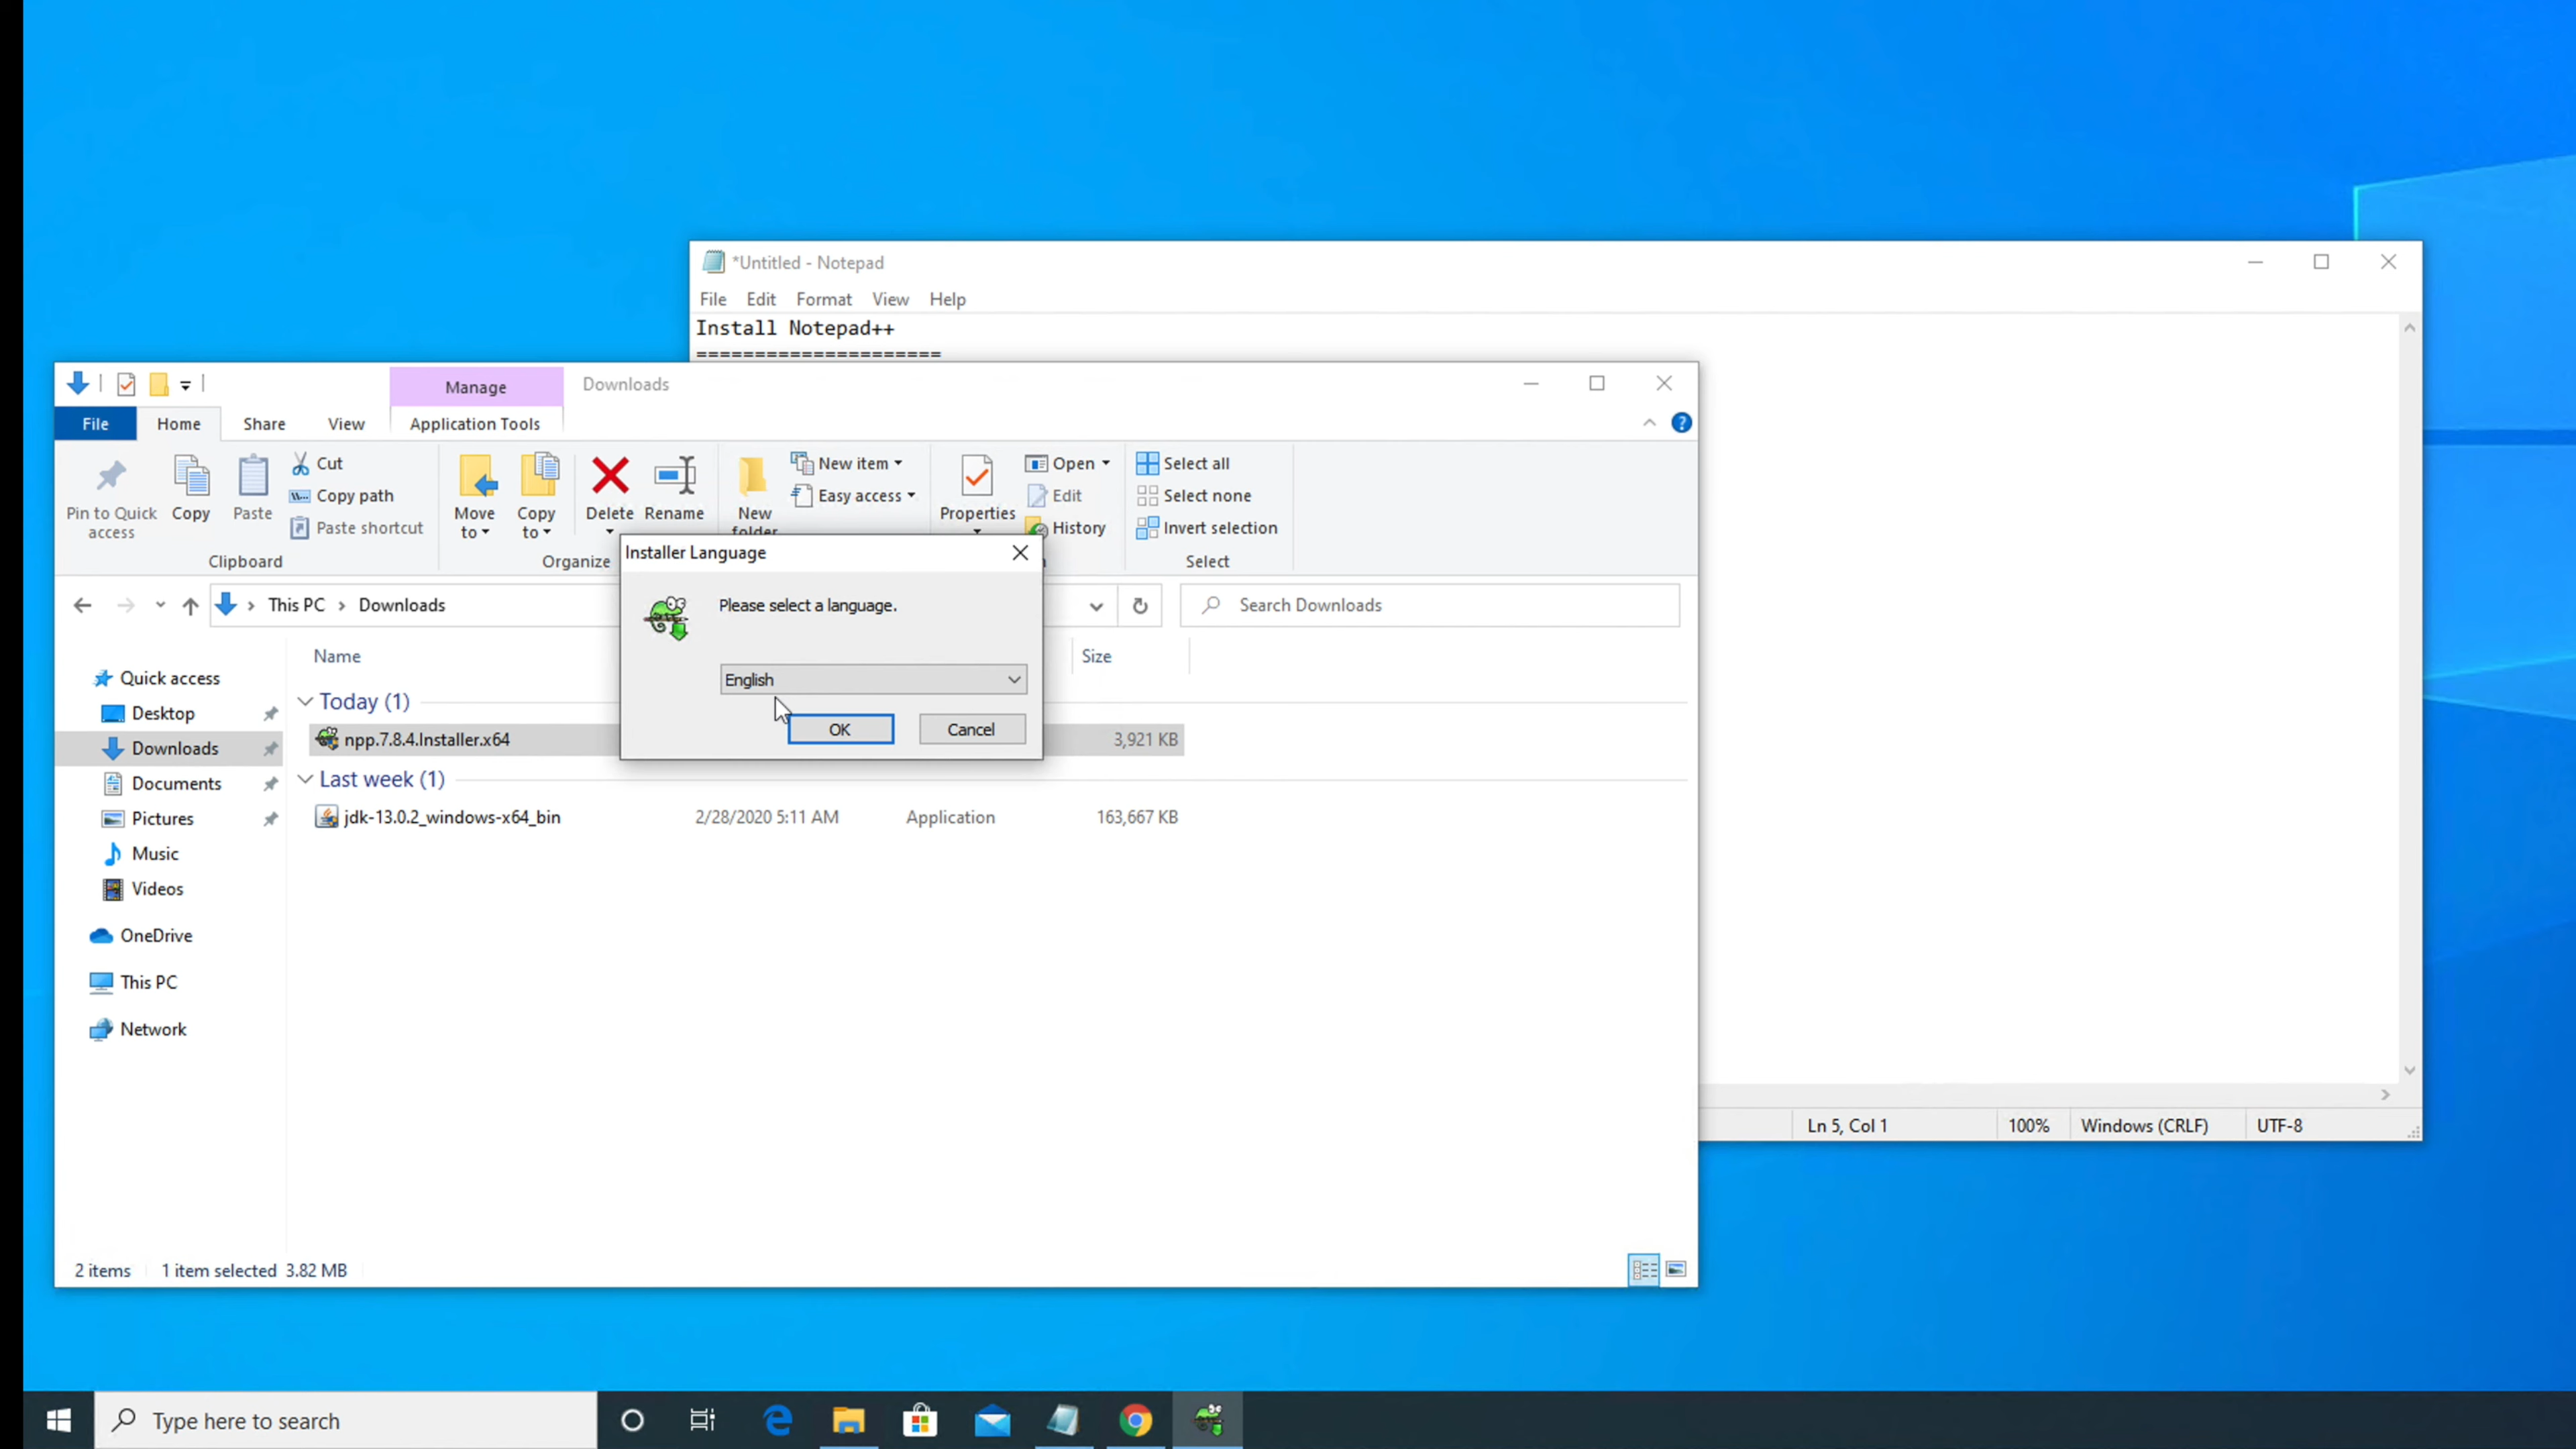 *Untitled - Notepad
File Edit Format View Help
Install Notepad++
=====================
Manage Downloads
File Home Share View Application Tools
Pin to Quick access
Copy
Paste
Cut
Copy path
Paste shortcut
Clipboard
Move to
Copy to
Delete
Rename
Organize
New folder
New item
Easy access
Properties
Open
Edit
History
Select all
Select none
Invert selection
Select
This PC > Downloads
Search Downloads
Installer Language
Please select a language.
English
OK Cancel
Name Size
Quick access
Desktop
Downloads
Documents
Pictures
Music
Videos
OneDrive
This PC
Network
Today (1)
npp.7.8.4.Installer.x64 3,921 KB
Last week (1)
jdk-13.0.2_windows-x64_bin 2/28/2020 5:11 AM Application 163,667 KB
2 items 1 item selected 3.82 MB
Ln 5, Col 1 100% Windows (CRLF) UTF-8
Type here to search